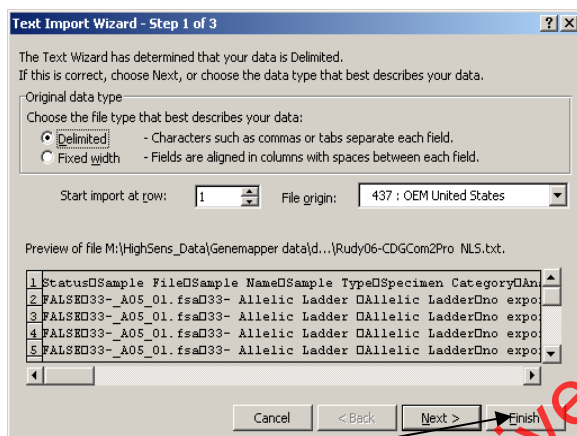 Text Import Wizard - Step 1 of 3
The Text Wizard has determined that your data is Delimited.
If this is correct, choose Next, or choose the data type that best describes your data.
Original data type
Choose the file type that best describes your data:
Delimited - Characters such as commas or tabs separate each field.
Fixed width - Fields are aligned in columns with spaces between each field.
Start import at row: 1 File origin: 437 : OEM United States
Preview of file M:\HighSens_Data\Genemapper data\d...\Rudy06-CDGCom2Pro NLS.txt.
1 Status□Sample File□Sample Name□Sample Type□Specimen Category□An
2 FALSE□33-_A05_01.fsa□33- Allelic Ladder □Allelic Ladder□no expo
3 FALSE□33-_A05_01.fsa□33- Allelic Ladder □Allelic Ladder□no expo
4 FALSE□33-_A05_01.fsa□33- Allelic Ladder □Allelic Ladder□no expo
5 FALSE□33-_A05_01.fsa□33- Allelic Ladder □Allelic Ladder□no expo
Cancel < Back Next > Finish
ive